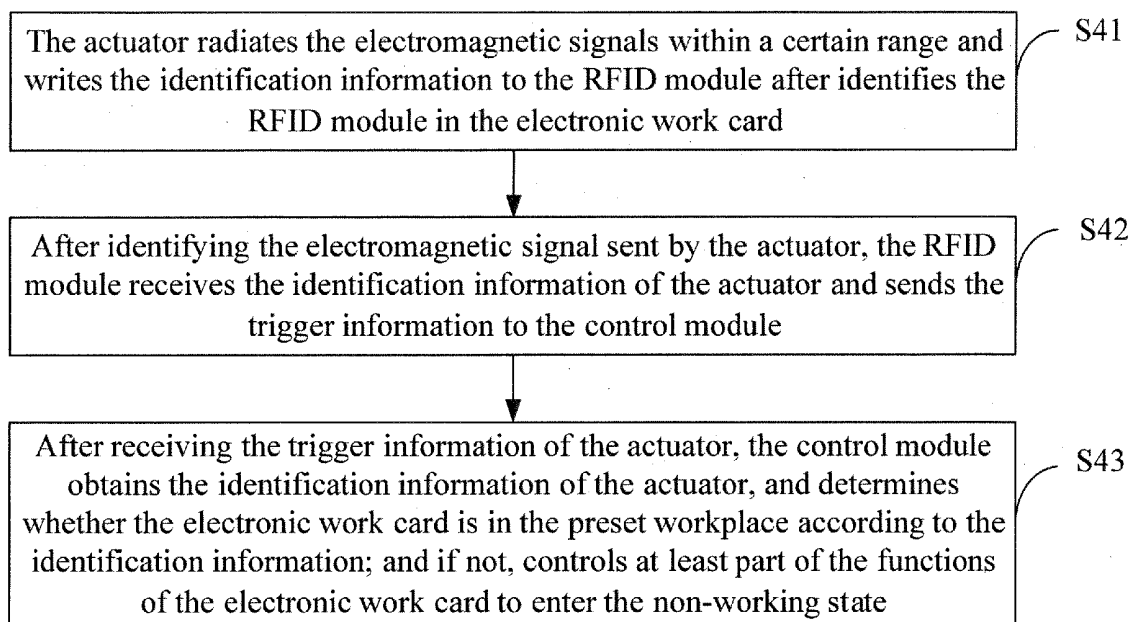 The actuator radiates the electromagnetic signals within a certain range and
writes the identification information to the RFID module after identifies the
RFID module in the electronic work card
S41
After identifying the electromagnetic signal sent by the actuator, the RFID
module receives the identification information of the actuator and sends the
trigger information to the control module
S42
After receiving the trigger information of the actuator, the control module
obtains the identification information of the actuator, and determines
whether the electronic work card is in the preset workplace according to the
identification information; and if not, controls at least part of the functions
of the electronic work card to enter the non-working state
S43